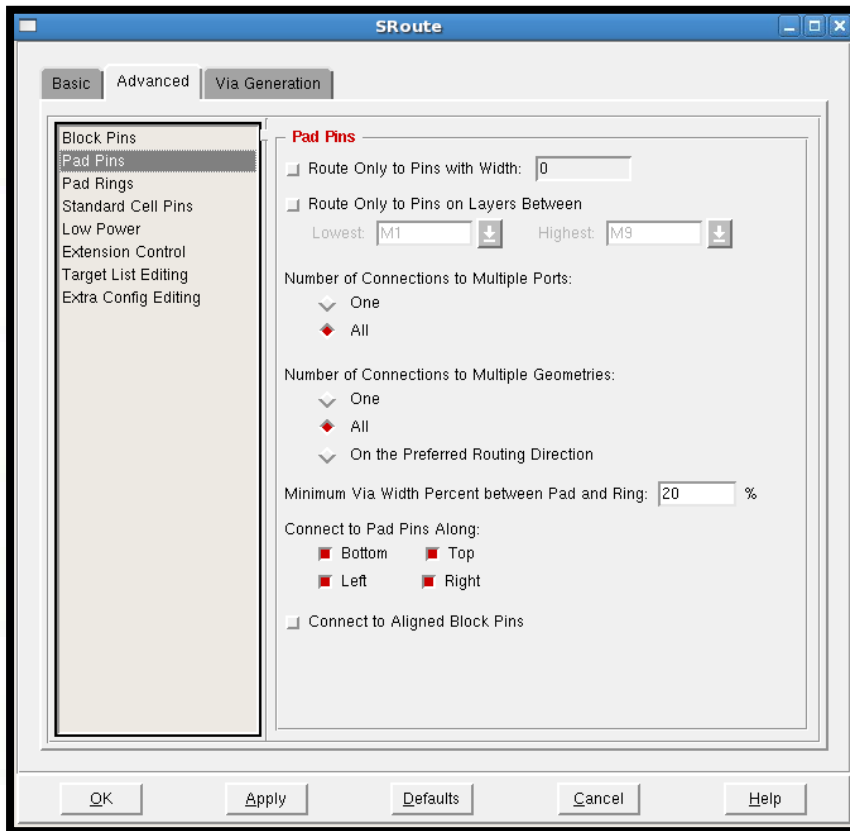 SRoute
Basic Advanced Via Generation
Block Pins
Pad Pins
Pad Rings
Standard Cell Pins
Low Power
Extension Control
Target List Editing
Extra Config Editing
Pad Pins
Route Only to Pins with Width: 0
Route Only to Pins on Layers Between
Lowest: M1 Highest: M9
Number of Connections to Multiple Ports:
One
All
Number of Connections to Multiple Geometries:
One
All
On the Preferred Routing Direction
Minimum Via Width Percent between Pad and Ring: 20 %
Connect to Pad Pins Along:
Bottom Top
Left Right
Connect to Aligned Block Pins
OK Apply Defaults Cancel Help